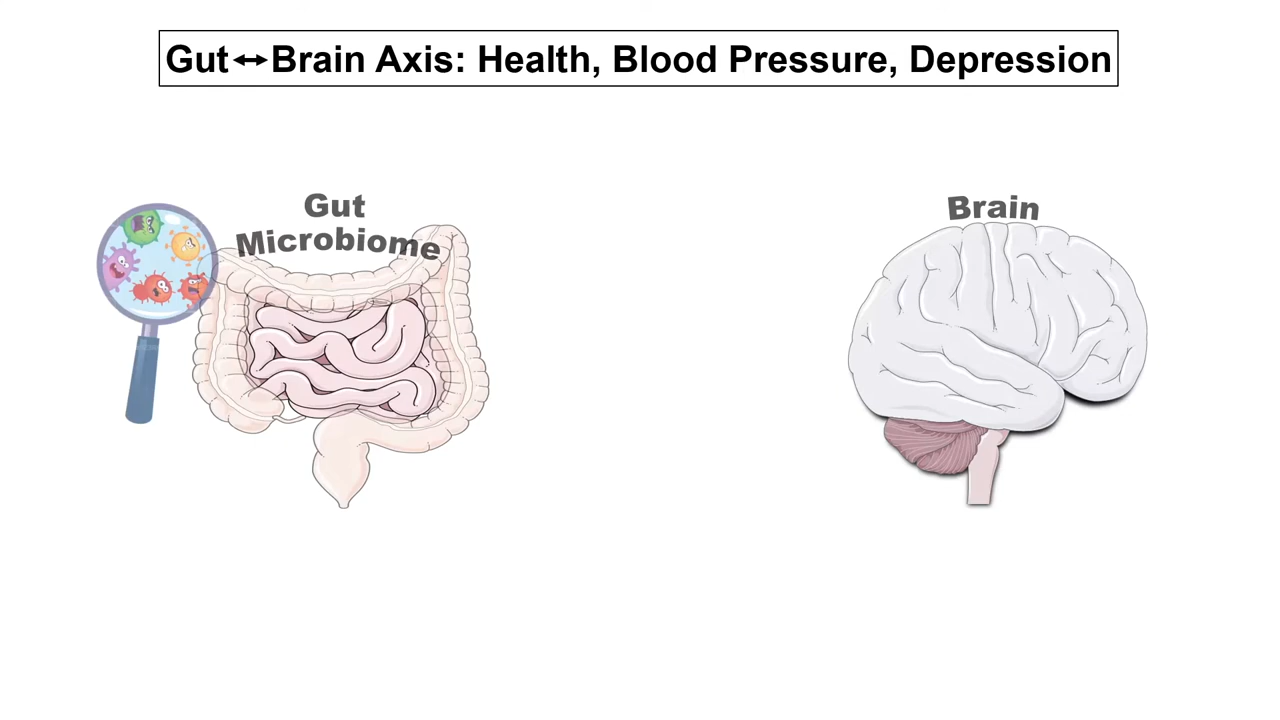 Gut↔Brain Axis: Health, Blood Pressure, Depression
Gut
Microbiome
Brain